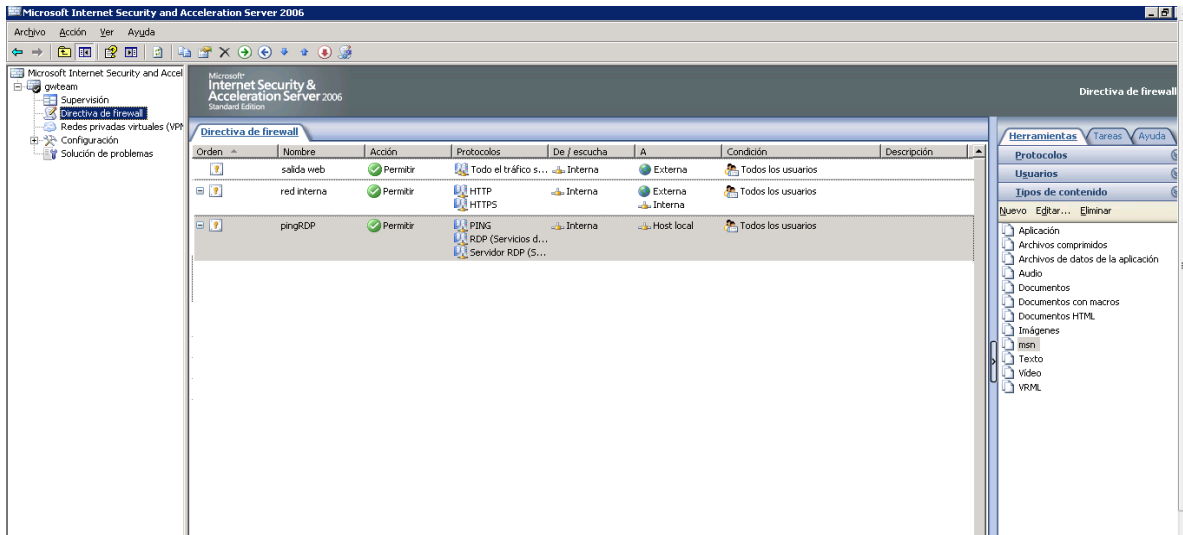 Microsoft Internet Security and Acceleration Server 2006
Archivo Acción Ver Ayuda
Microsoft Internet Security and Accel
gwteam
Supervisión
Directiva de firewall
Redes privadas virtuales (VPN
Configuración
Solución de problemas
Microsoft
Internet Security &
Acceleration Server 2006
Standard Edition
Directiva de firewall
Directiva de firewall
Orden Nombre Acción Protocolos De / escucha A Condición Descripción
salida web Permitir Todo el tráfico s... Interna Externa Todos los usuarios
red interna Permitir HTTP Interna Externa Todos los usuarios
HTTPS Interna
pingRDP Permitir PING Interna Host local Todos los usuarios
RDP (Servicios d...
Servidor RDP (S...
Herramientas Tareas Ayuda
Protocolos
Usuarios
Tipos de contenido
Nuevo Editar... Eliminar
Aplicación
Archivos comprimidos
Archivos de datos de la aplicación
Audio
Documentos
Documentos con macros
Documentos HTML
Imágenes
msn
Texto
Vídeo
VRML